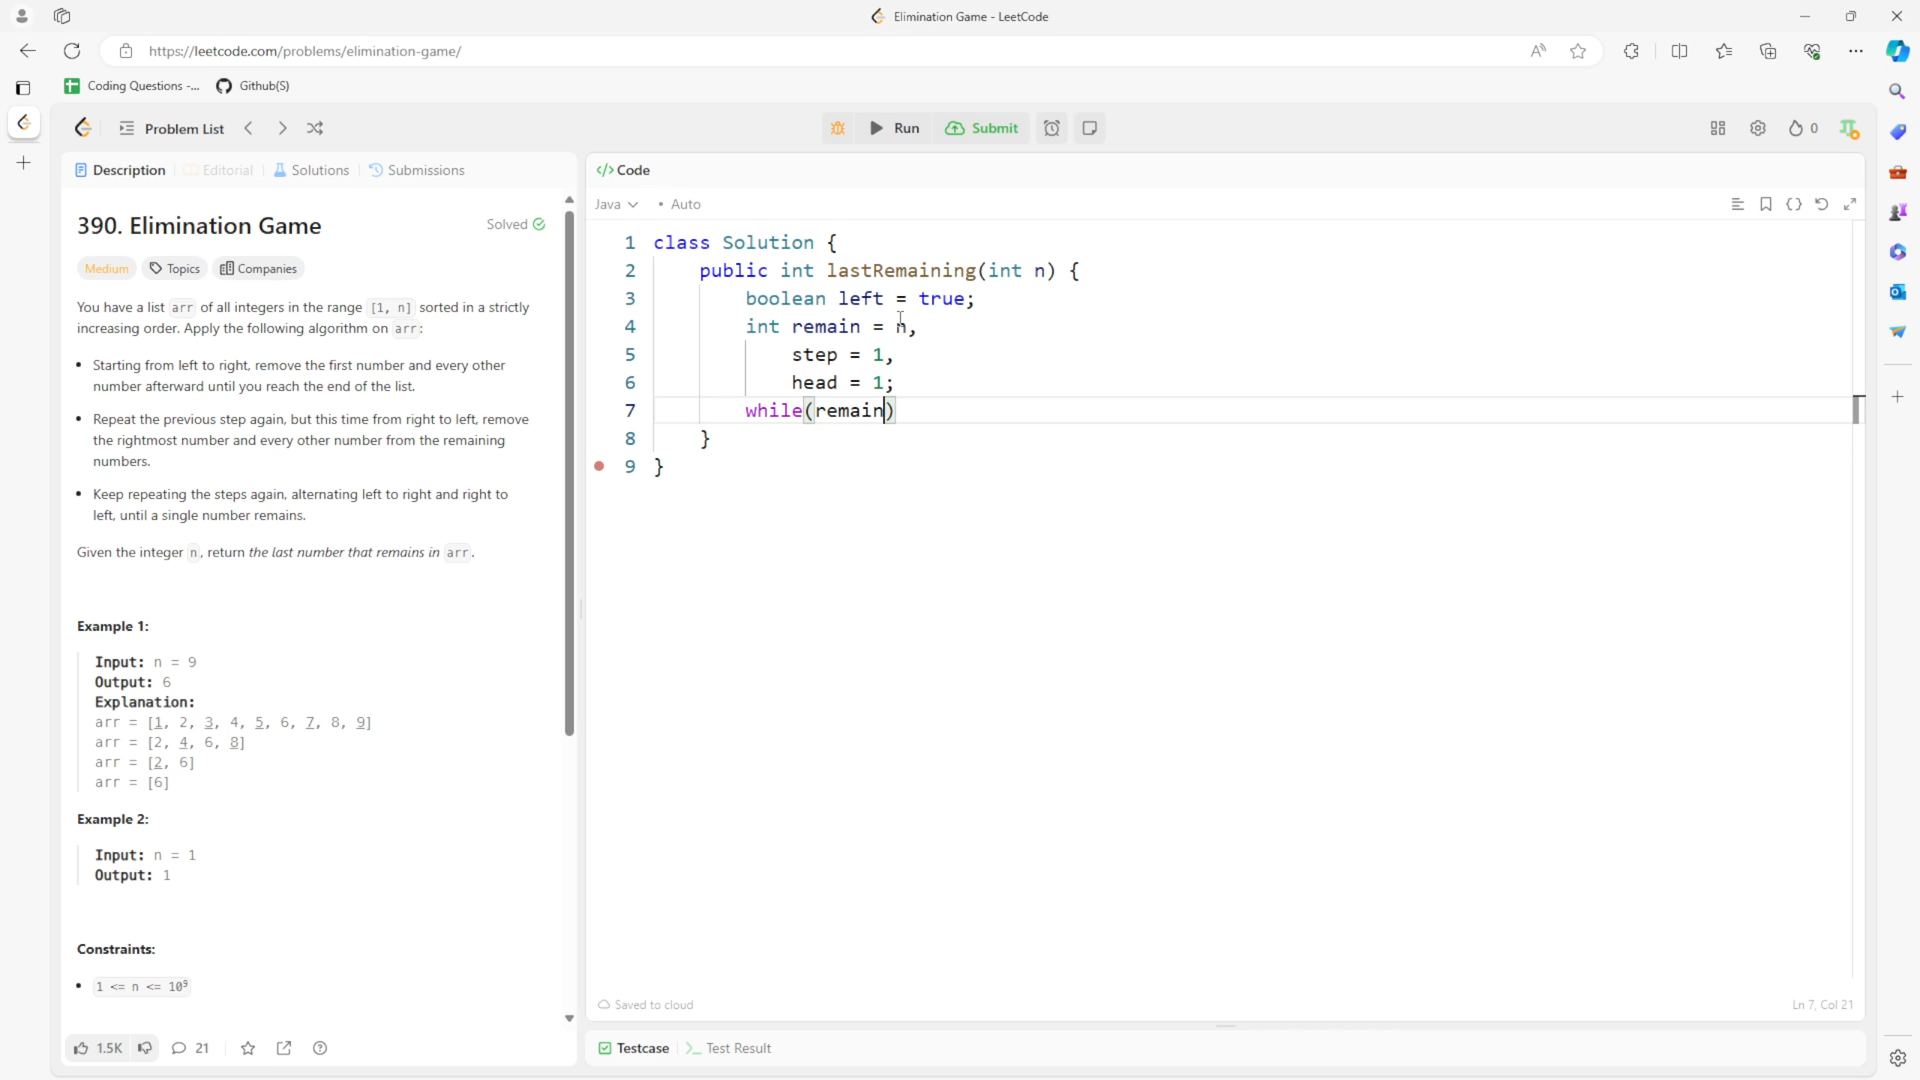 Elimination Game - LeetCode
https://leetcode.com/problems/elimination-game/
Coding Questions -... Github(S)
Problem List Run Submit 0
Description Editorial Solutions Submissions
390. Elimination Game Solved
Medium Topics Companies
You have a list arr of all integers in the range [1, n] sorted in a strictly
increasing order. Apply the following algorithm on arr:
• Starting from left to right, remove the first number and every other
number afterward until you reach the end of the list.
• Repeat the previous step again, but this time from right to left, remove
the rightmost number and every other number from the remaining
numbers.
• Keep repeating the steps again, alternating left to right and right to
left, until a single number remains.
Given the integer n, return the last number that remains in arr.
Example 1:
Input: n = 9
Output: 6
Explanation:
arr = [1, 2, 3, 4, 5, 6, 7, 8, 9]
arr = [2, 4, 6, 8]
arr = [2, 6]
arr = [6]
Example 2:
Input: n = 1
Output: 1
Constraints:
• 1 <= n <= 10⁹
1.5K 21
</> Code
Java • Auto
1 class Solution {
2 public int lastRemaining(int n) {
3 boolean left = true;
4 int remain = n,
5 step = 1,
6 head = 1;
7 while(remain)
8 }
9 }
Saved to cloud Ln 7, Col 21
Testcase >_ Test Result